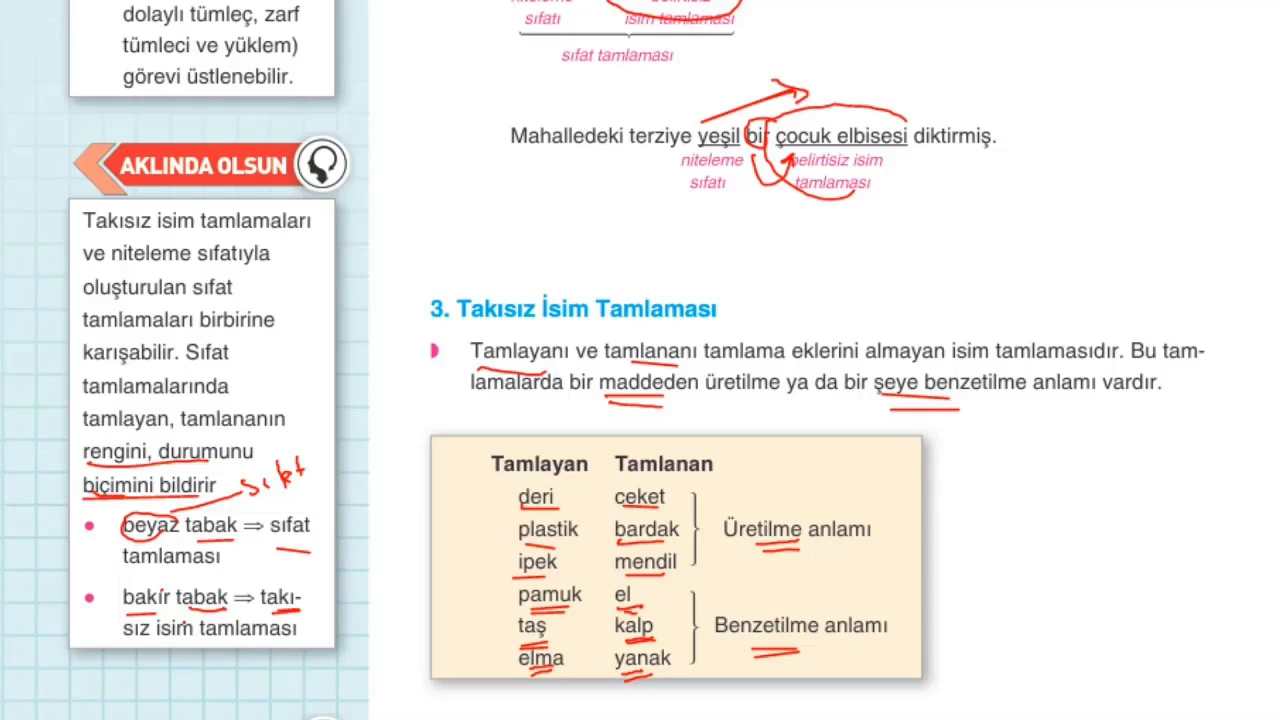 dolaylı tümleç, zarf
tümleci ve yüklem)
görevi üstlenebilir.
AKLINDA OLSUN
Takısız isim tamlamaları
ve niteleme sıfatıyla
oluşturulan sıfat
tamlamaları birbirine
karışabilir. Sıfat
tamlamalarında
tamlayan, tamlananın
rengini, durumunu
biçimini bildirir
beyaz tabak ⇒ sıfat
tamlaması
bakır tabak ⇒ takı-
sız isim tamlaması
sıfatı
isim tamlaması
sıfat tamlaması
Mahalledeki terziye yeşil bir çocuk elbisesi diktirmiş.
niteleme belirtisiz isim
sıfatı tamlaması
3. Takısız İsim Tamlaması
Tamlayanı ve tamlananı tamlama eklerini almayan isim tamlamasıdır. Bu tam-
lamalarda bir maddeden üretilme ya da bir şeye benzetilme anlamı vardır.
Tamlayan Tamlanan
deri ceket
plastik bardak Üretilme anlamı
ipek mendil
pamuk el
taş kalp Benzetilme anlamı
elma yanak